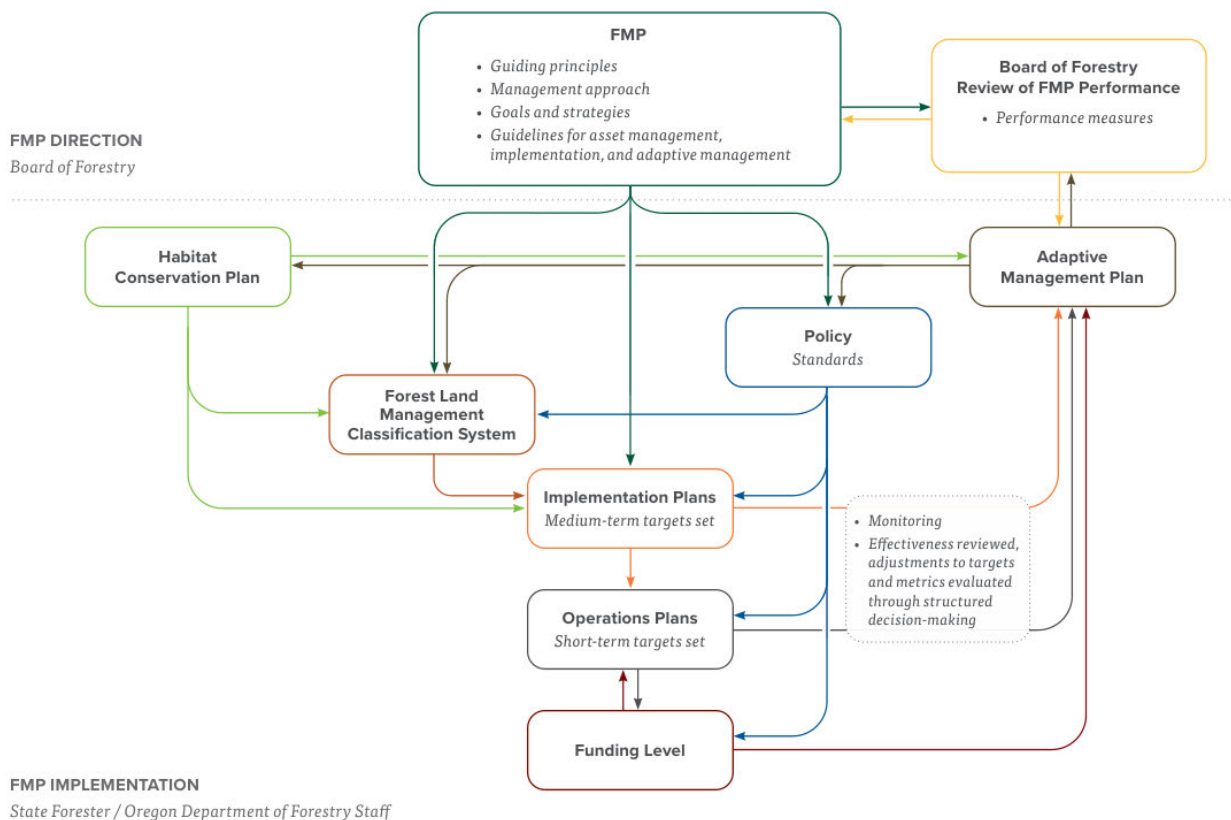 FMP
• Guiding principles
• Management approach
• Goals and strategies
• Guidelines for asset management,
implementation, and adaptive management
Board of Forestry
Review of FMP Performance
• Performance measures
FMP DIRECTION
Board of Forestry
Habitat
Conservation Plan
Adaptive
Management Plan
Policy
Standards
Forest Land
Management
Classification System
Implementation Plans
Medium-term targets set
• Monitoring
• Effectiveness reviewed,
adjustments to targets
and metrics evaluated
through structured
decision-making
Operations Plans
Short-term targets set
Funding Level
FMP IMPLEMENTATION
State Forester / Oregon Department of Forestry Staff